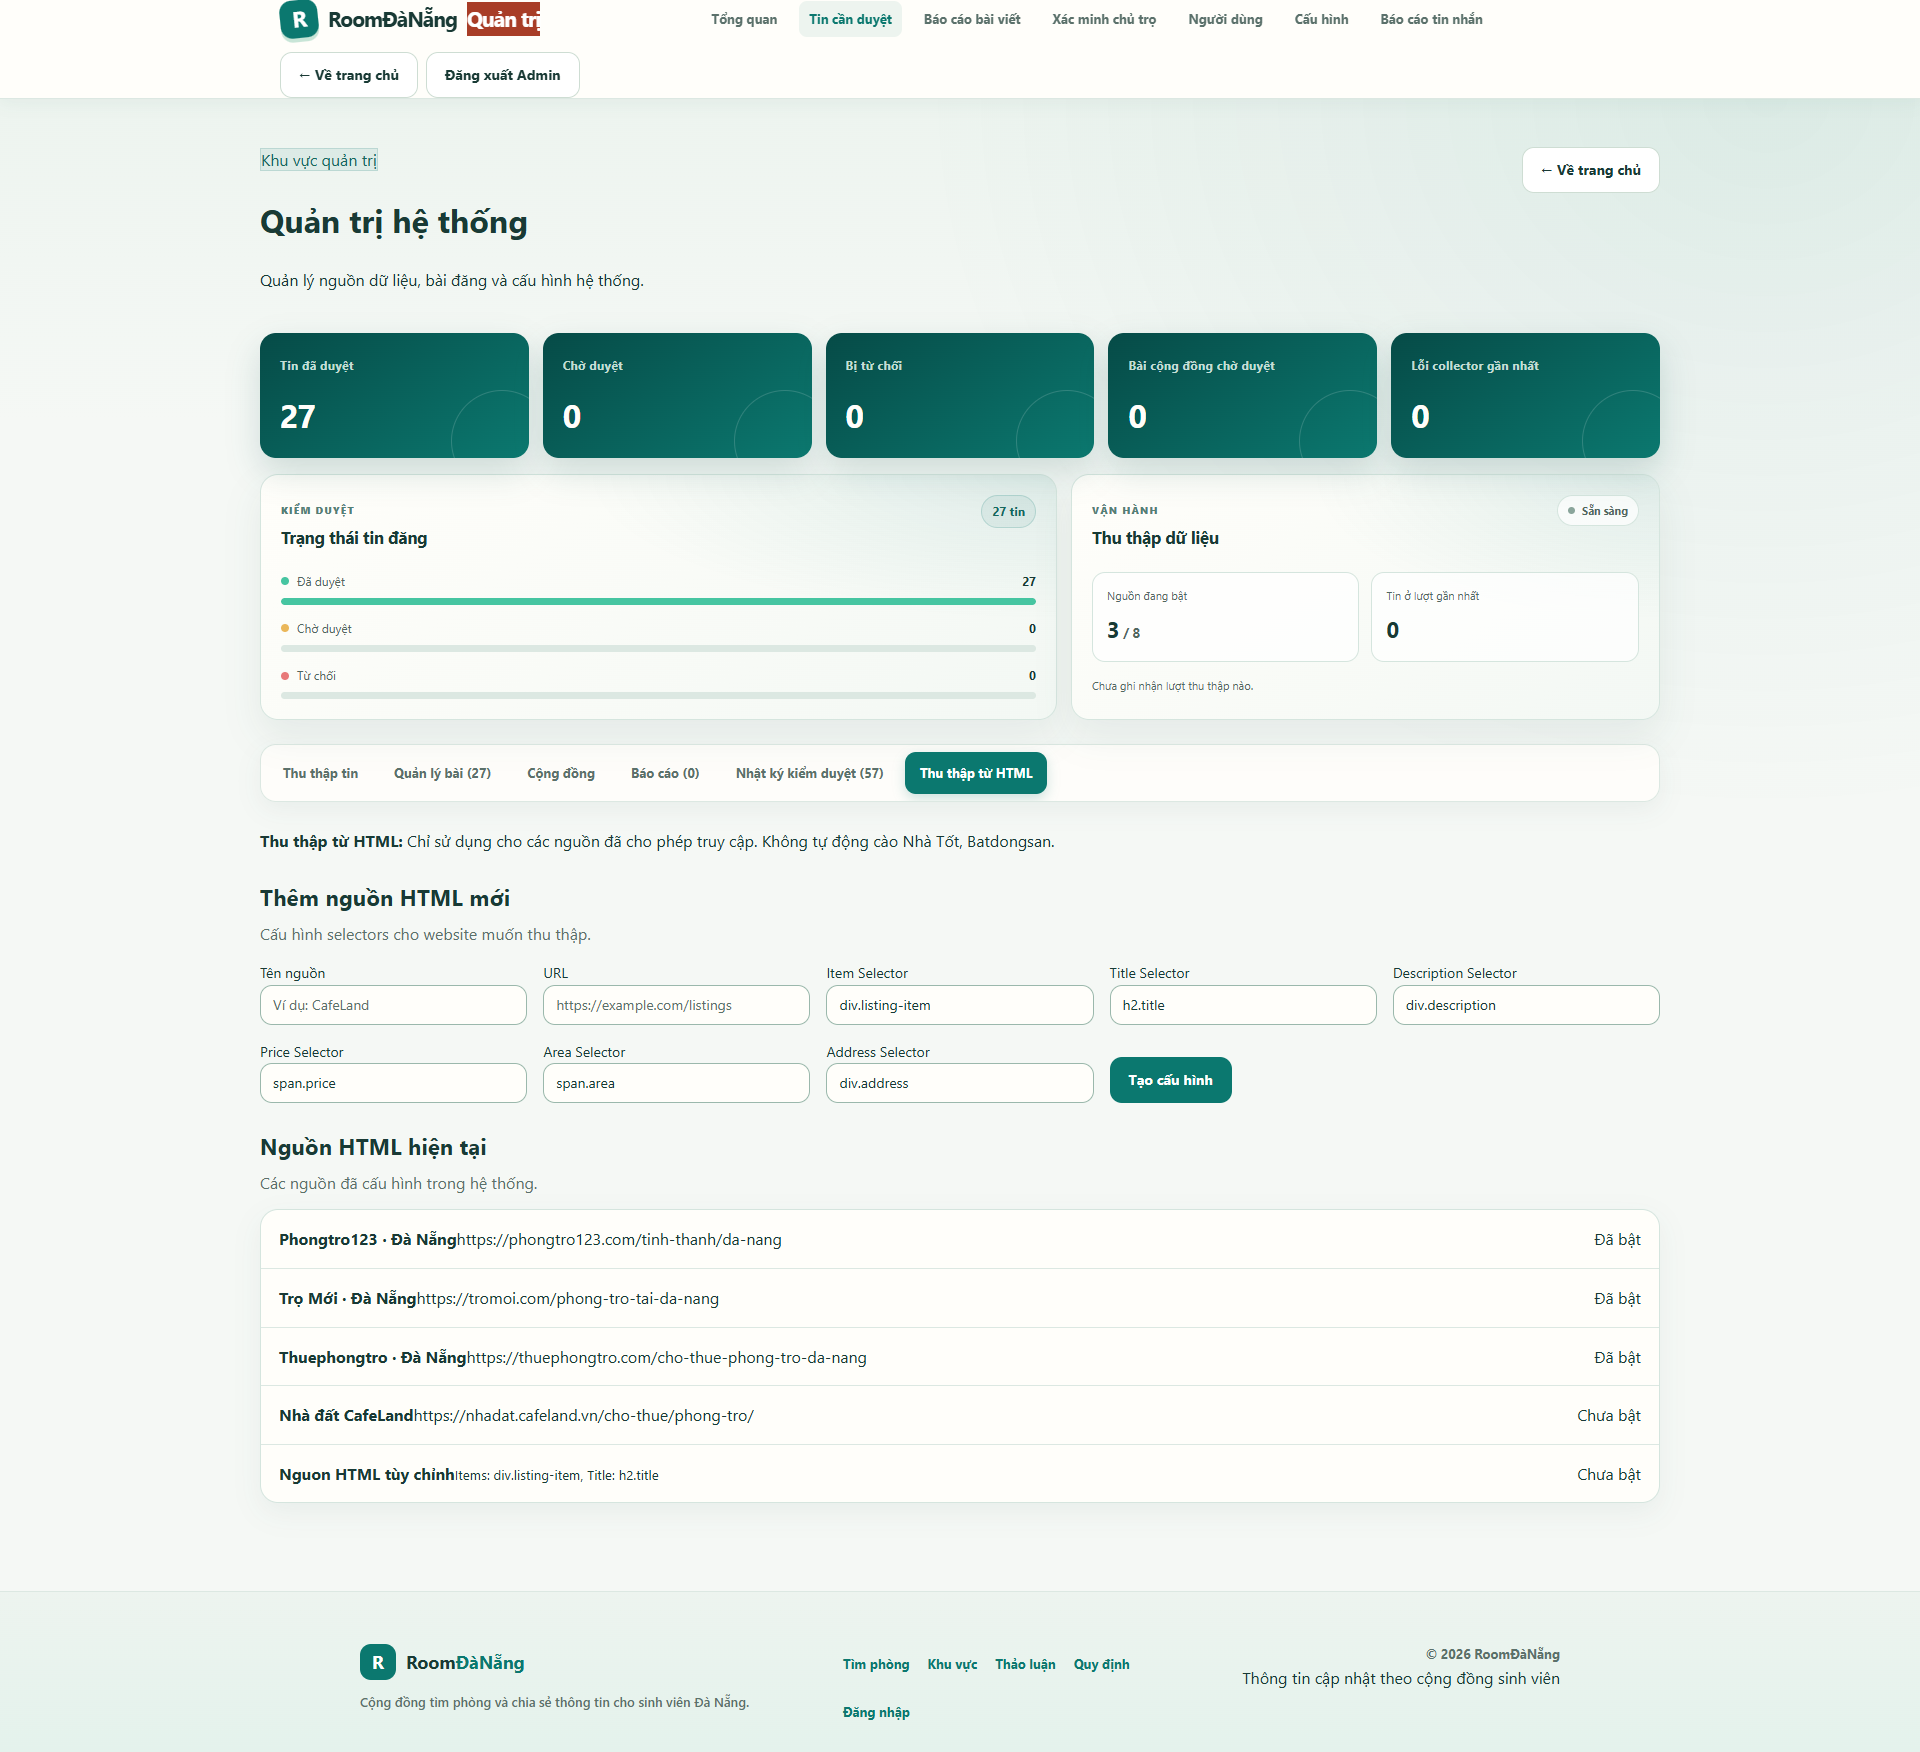 R RoomĐàNẵng Quản trị
Tổng quan Tin cần duyệt Báo cáo bài viết Xác minh chủ trọ Người dùng Cấu hình Báo cáo tin nhắn
← Về trang chủ Đăng xuất Admin
Khu vực quản trị
← Về trang chủ
Quản trị hệ thống
Quản lý nguồn dữ liệu, bài đăng và cấu hình hệ thống.
Tin đã duyệt
27
Chờ duyệt
0
Bị từ chối
0
Bài cộng đồng chờ duyệt
0
Lỗi collector gần nhất
0
KIỂM DUYỆT
Trạng thái tin đăng
27 tin
Đã duyệt 27
Chờ duyệt 0
Từ chối 0
VẬN HÀNH
Thu thập dữ liệu
Sẵn sàng
Nguồn đang bật
3 / 8
Tin ở lượt gần nhất
0
Chưa ghi nhận lượt thu thập nào.
Thu thập tin Quản lý bài (27) Cộng đồng Báo cáo (0) Nhật ký kiểm duyệt (57) Thu thập từ HTML
Thu thập từ HTML: Chỉ sử dụng cho các nguồn đã cho phép truy cập. Không tự động cào Nhà Tốt, Batdongsan.
Thêm nguồn HTML mới
Cấu hình selectors cho website muốn thu thập.
Tên nguồn
Ví dụ: CafeLand
URL
https://example.com/listings
Item Selector
div.listing-item
Title Selector
h2.title
Description Selector
div.description
Price Selector
span.price
Area Selector
span.area
Address Selector
div.address
Tạo cấu hình
Nguồn HTML hiện tại
Các nguồn đã cấu hình trong hệ thống.
Phongtro123 · Đà Nẵnghttps://phongtro123.com/tinh-thanh/da-nang Đã bật
Trọ Mới · Đà Nẵnghttps://tromoi.com/phong-tro-tai-da-nang Đã bật
Thuephongtro · Đà Nẵnghttps://thuephongtro.com/cho-thue-phong-tro-da-nang Đã bật
Nhà đất CafeLandhttps://nhadat.cafeland.vn/cho-thue/phong-tro/ Chưa bật
Nguon HTML tùy chỉnhItems: div.listing-item, Title: h2.title Chưa bật
R RoomĐàNẵng
Cộng đồng tìm phòng và chia sẻ thông tin cho sinh viên Đà Nẵng.
Tìm phòng Khu vực Thảo luận Quy định
Đăng nhập
© 2026 RoomĐàNẵng
Thông tin cập nhật theo cộng đồng sinh viên